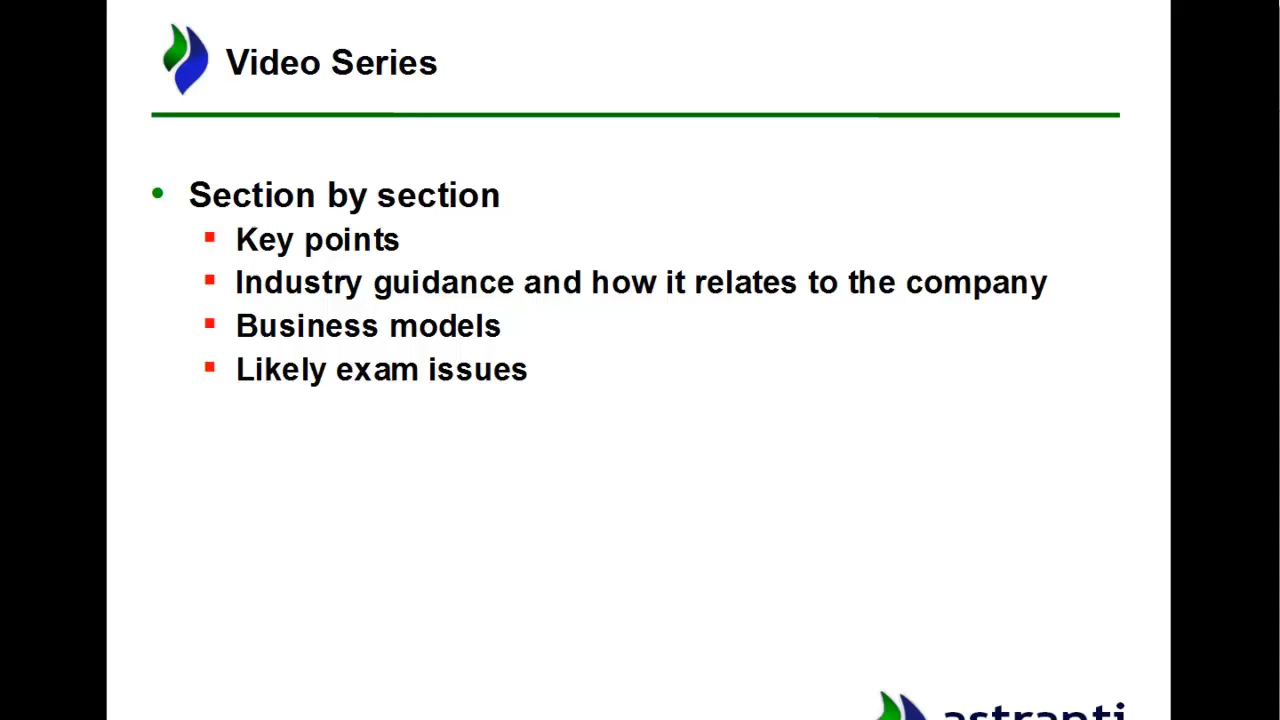 Video Series
Section by section
Key points
Industry guidance and how it relates to the company
Business models
Likely exam issues
astranti